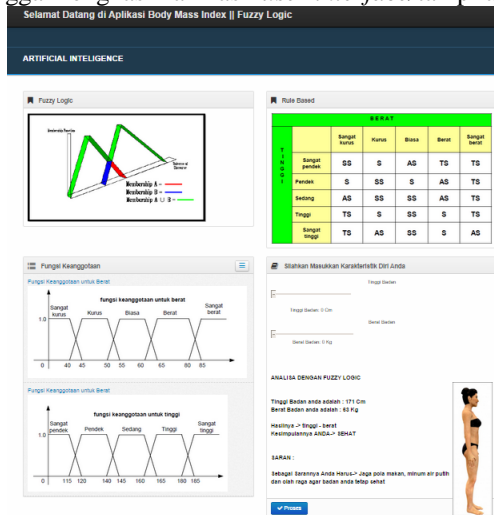 Selamat Datang di Aplikasi Body Mass Index || Fuzzy Logic
ARTIFICIAL INTELIGENCE
Fuzzy Logic
Membership A -
Membership B -
Membership A ∪ B -
Rule Based
BERAT
TINGGI
Sangat kurus Kurus Biasa Berat Sangat berat
Sangat pendek SS S AS TS TS
Pendek S SS S AS TS
Sedang AS SS SS AS TS
Tinggi TS S SS S TS
Sangat tinggi TS AS SS S AS
Fungsi Keanggotaan
Fungsi Keanggotaan untuk Berat
fungsi keanggotaan untuk berat
Sangat kurus Kurus Biasa Berat Sangat berat
1.0
0 40 45 50 55 60 65 80 85
Fungsi Keanggotaan untuk Berat
fungsi keanggotaan untuk tinggi
Sangat pendek Pendek Sedang Tinggi Sangat tinggi
1.0
0 115 120 140 145 160 165 180 185
Silahkan Masukkan Karakteristik Diri Anda
Tinggi Badan
Tinggi Badan: 0 Cm
Berat Badan
Berat Badan: 0 Kg
ANALISA DENGAN FUZZY LOGIC
Tinggi Badan anda adalah : 171 Cm
Berat Badan anda adalah : 63 Kg
Hasilnya -> tinggi - berat
Kesimpulannya ANDA-> SEHAT
SARAN :
Sebagai Sarannya Anda Harus-> Jaga pola makan, minum air putih
dan olah raga agar badan anda tetap sehat
Proses